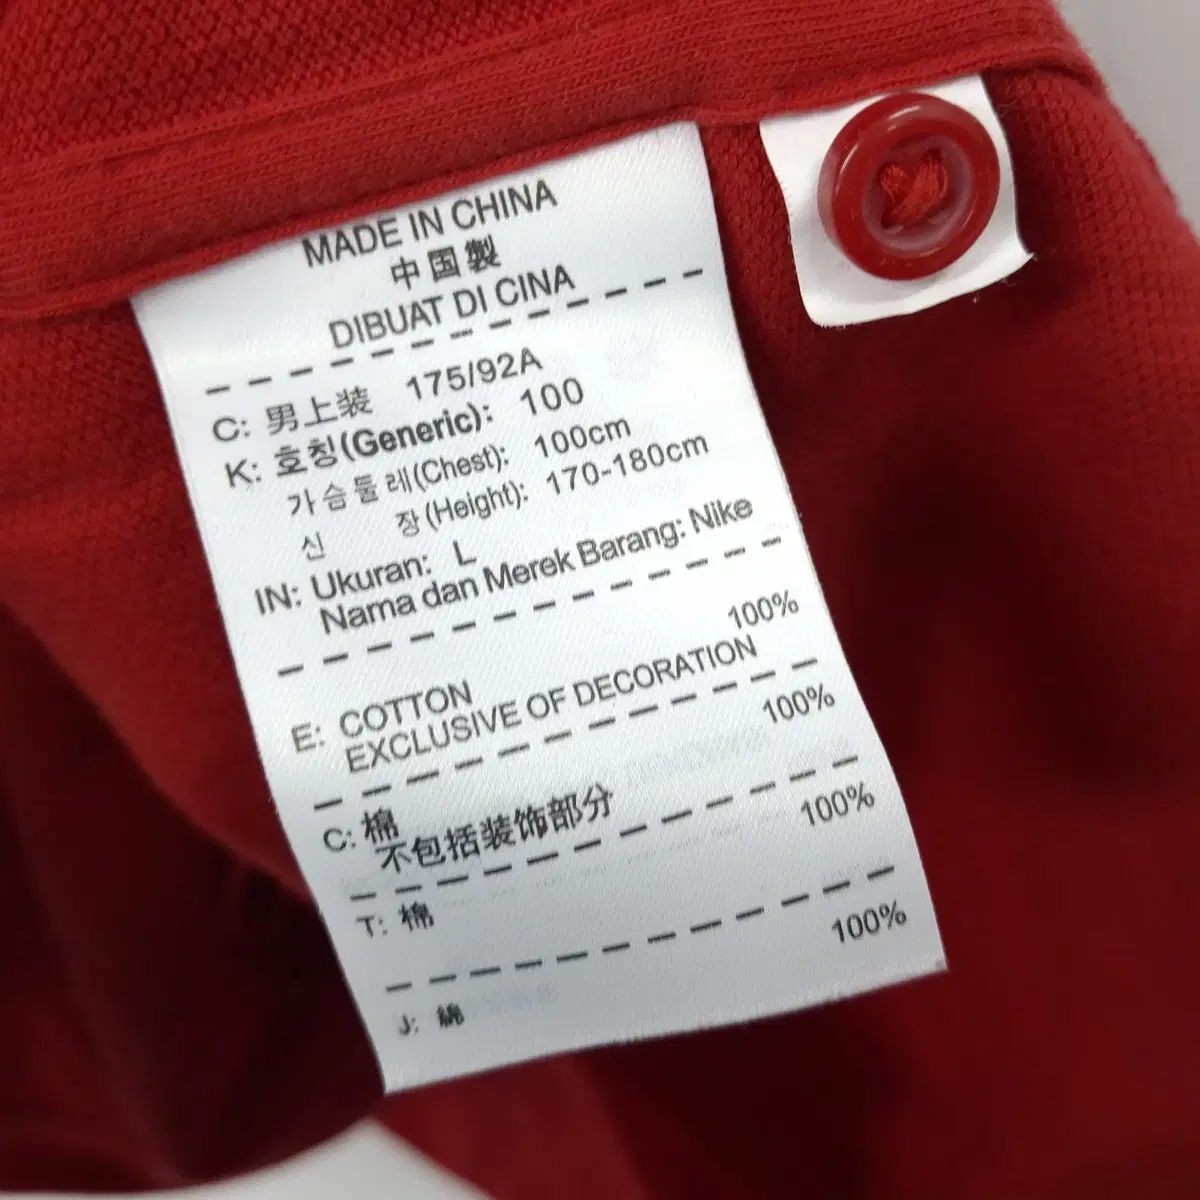 MADE IN CHINA
中国製
DIBUAT DI CINA
C: 男上装 175/92A
K: 호칭(Generic): 100
가슴둘레(Chest): 100cm
신 장(Height): 170-180cm
IN: Ukuran: L
Nama dan Merek Barang: Nike
100%
E: COTTON
EXCLUSIVE OF DECORATION
100%
C: 棉
不包括装饰部分
100%
T: 棉
100%
J: 綿